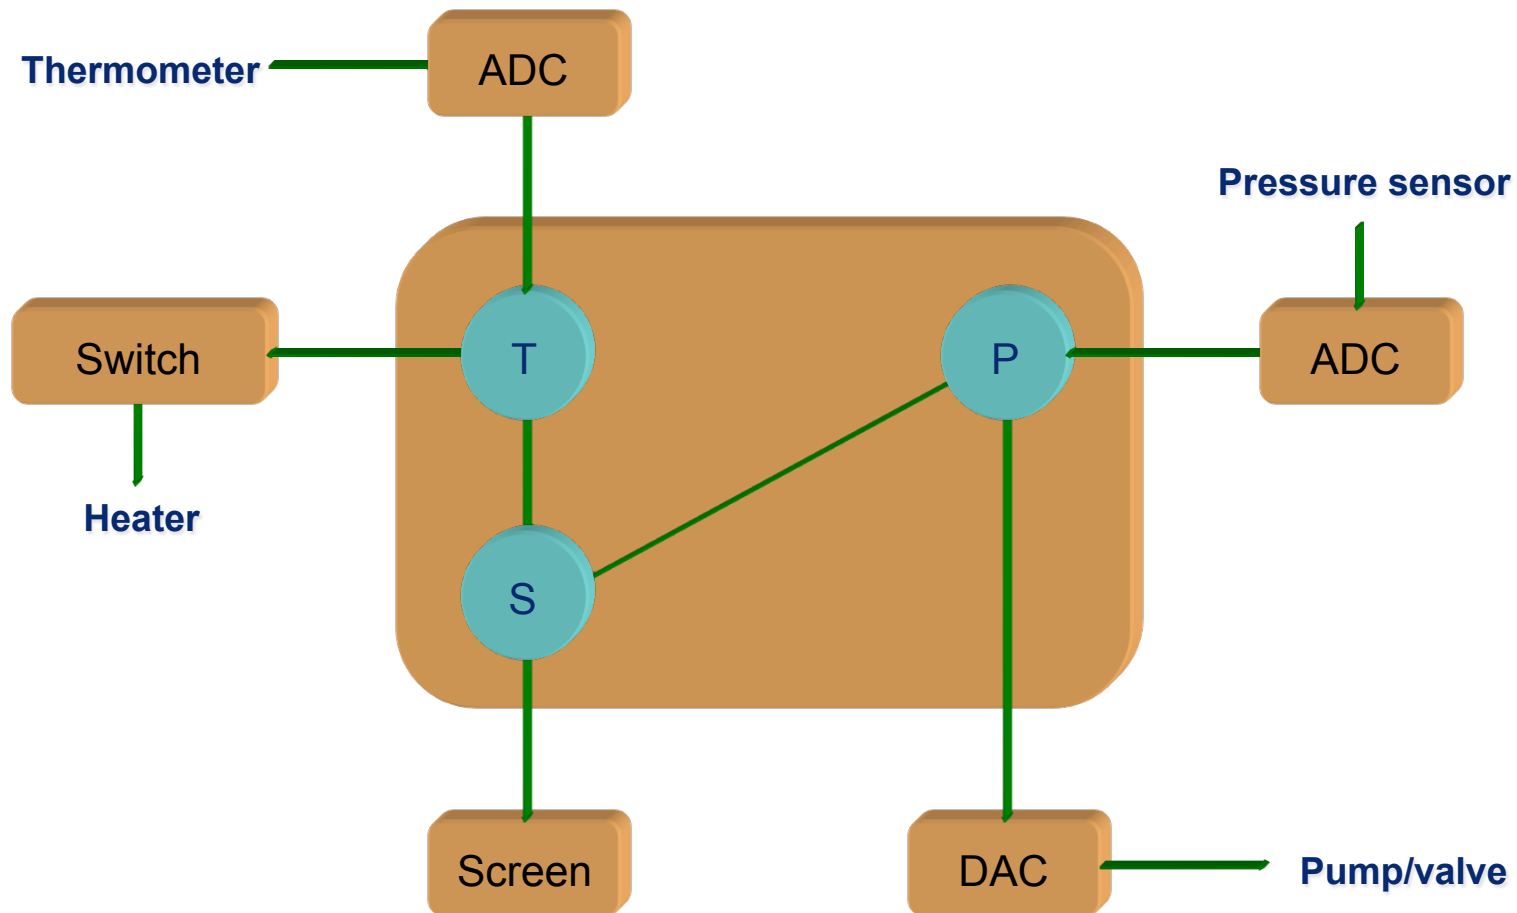 ADC
Thermometer
Pressure sensor
Switch
T
P
ADC
Heater
S
Screen
DAC
Pump/valve